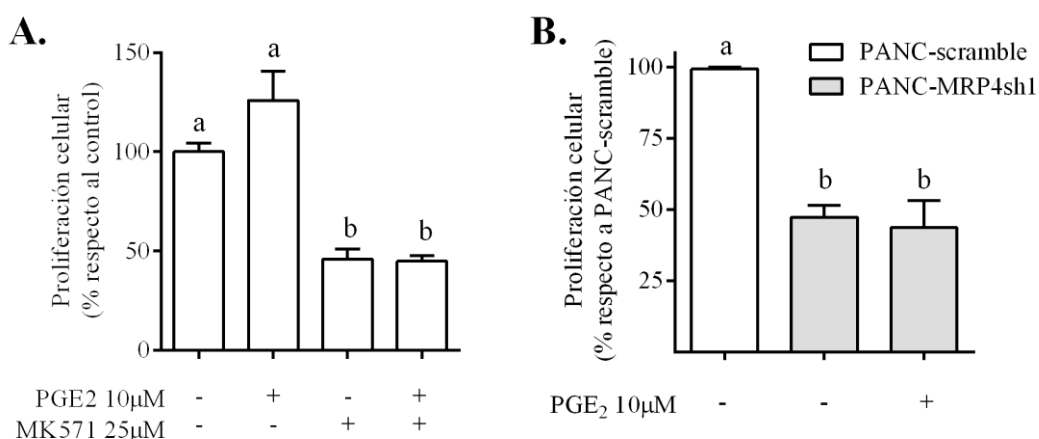 A.
Proliferación celular
(% respecto al control)
150
100
50
0
a
a
b
b
PGE2 10µM - + - +
MK571 25µM - - + +
B.
Proliferación celular
(% respecto a PANC-scramble)
100
75
50
25
a
b
b
PANC-scramble
PANC-MRP4sh1
PGE₂ 10µM - - +